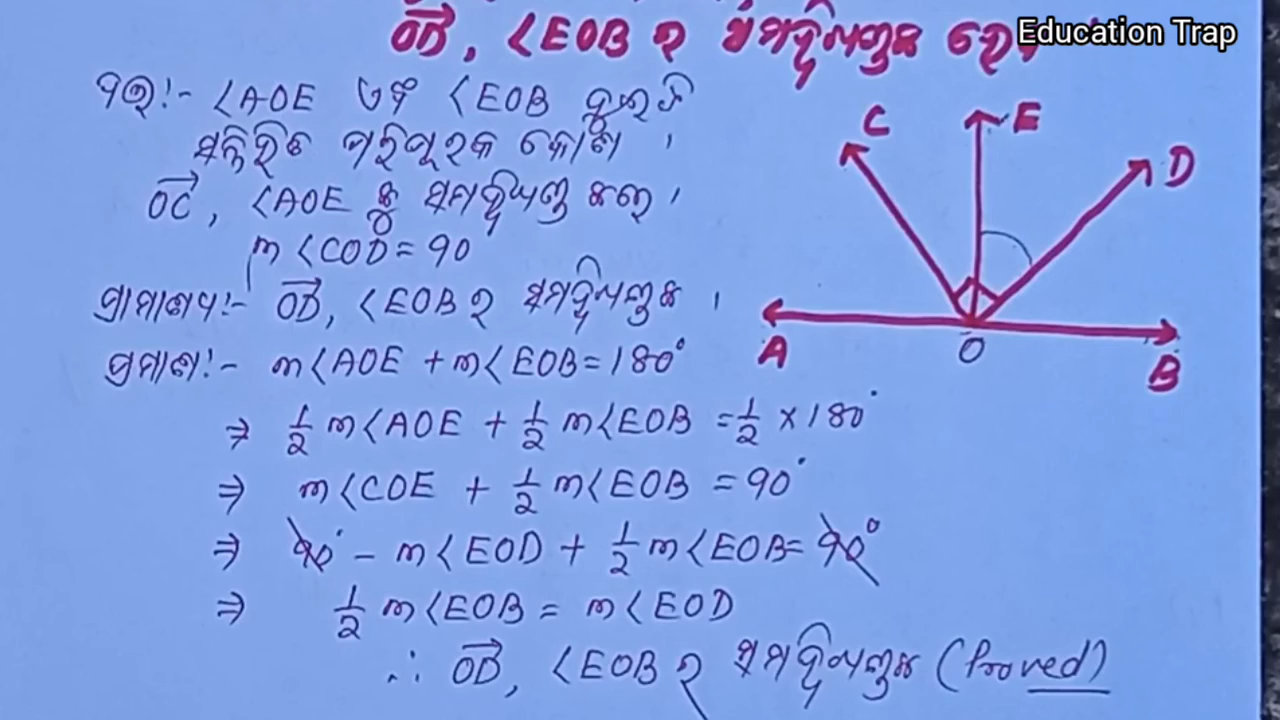 OD, <EOB ର ସମଦ୍ୱିଖଣ୍ଡକ ହେବ
Education Trap
ଦତ୍ତ:- <AOE ଏବଂ <EOB ଦୁଇଟି
ସନ୍ନିହିତ ପରିପୂରକ କୋଣ ।
OC, <AOE କୁ ସମଦ୍ୱିଖଣ୍ଡ କରେ ।
m<COD = 90
ପ୍ରାମାଣ୍ୟ:- OD, <EOB ର ସମଦ୍ୱିଖଣ୍ଡକ ।
ପ୍ରମାଣ:- m<AOE + m<EOB = 180°
⇒ 1/2 m<AOE + 1/2 m<EOB = 1/2 × 180°
⇒ m<COE + 1/2 m<EOB = 90°
⇒ 90° - m<EOD + 1/2 m<EOB = 90°
⇒ 1/2 m<EOB = m<EOD
∴ OD, <EOB ର ସମଦ୍ୱିଖଣ୍ଡକ (Proved)
C E D
A O B